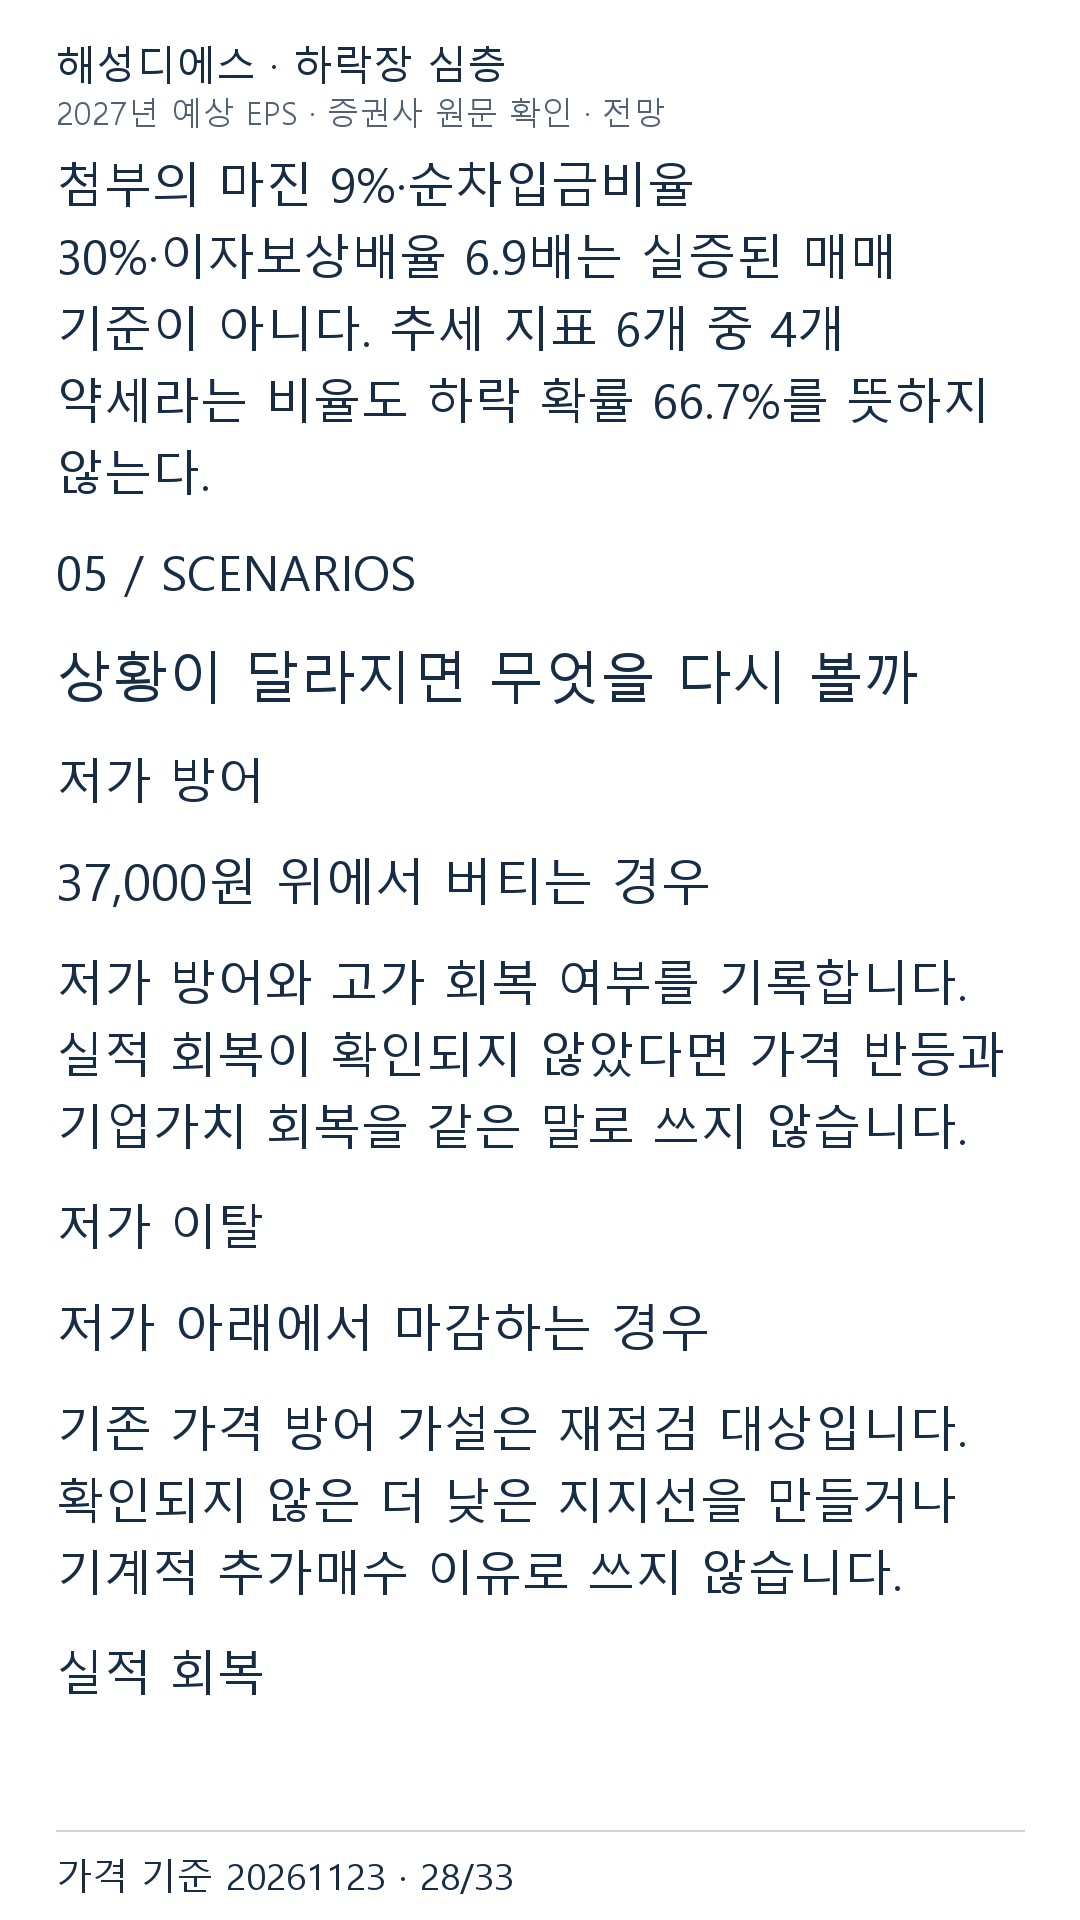 해성디에스 · 하락장 심층
2027년 예상 EPS · 증권사 원문 확인 · 전망
첨부의 마진 9%·순차입금비율
30%·이자보상배율 6.9배는 실증된 매매
기준이 아니다. 추세 지표 6개 중 4개
약세라는 비율도 하락 확률 66.7%를 뜻하지
않는다.
05 / SCENARIOS
상황이 달라지면 무엇을 다시 볼까
저가 방어
37,000원 위에서 버티는 경우
저가 방어와 고가 회복 여부를 기록합니다.
실적 회복이 확인되지 않았다면 가격 반등과
기업가치 회복을 같은 말로 쓰지 않습니다.
저가 이탈
저가 아래에서 마감하는 경우
기존 가격 방어 가설은 재점검 대상입니다.
확인되지 않은 더 낮은 지지선을 만들거나
기계적 추가매수 이유로 쓰지 않습니다.
실적 회복
가격 기준 20261123 · 28/33